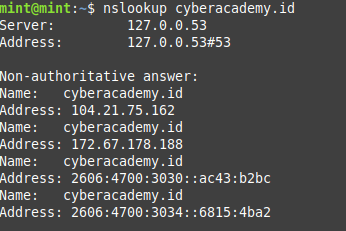 mint@mint:~$ nslookup cyberacademy.id
Server:         127.0.0.53
Address:        127.0.0.53#53

Non-authoritative answer:
Name:   cyberacademy.id
Address: 104.21.75.162
Name:   cyberacademy.id
Address: 172.67.178.188
Name:   cyberacademy.id
Address: 2606:4700:3030::ac43:b2bc
Name:   cyberacademy.id
Address: 2606:4700:3034::6815:4ba2